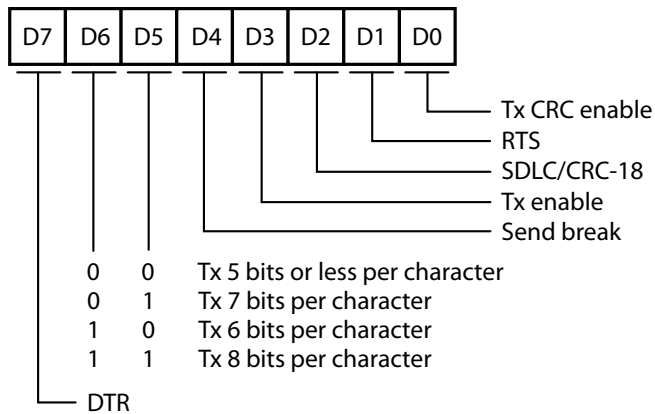 D7 D6 D5 D4 D3 D2 D1 D0
Tx CRC enable
RTS
SDLC/CRC-18
Tx enable
Send break
0 0 Tx 5 bits or less per character
0 1 Tx 7 bits per character
1 0 Tx 6 bits per character
1 1 Tx 8 bits per character
DTR